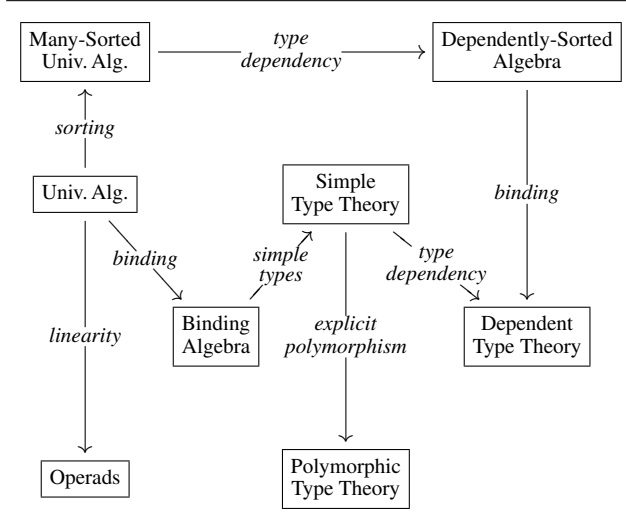 Many-Sorted
Univ. Alg.
type
dependency
Dependently-Sorted
Algebra
sorting
Univ. Alg.
Simple
Type Theory
binding
binding
simple
types
type
dependency
linearity
Binding
Algebra
explicit
polymorphism
Dependent
Type Theory
Operads
Polymorphic
Type Theory